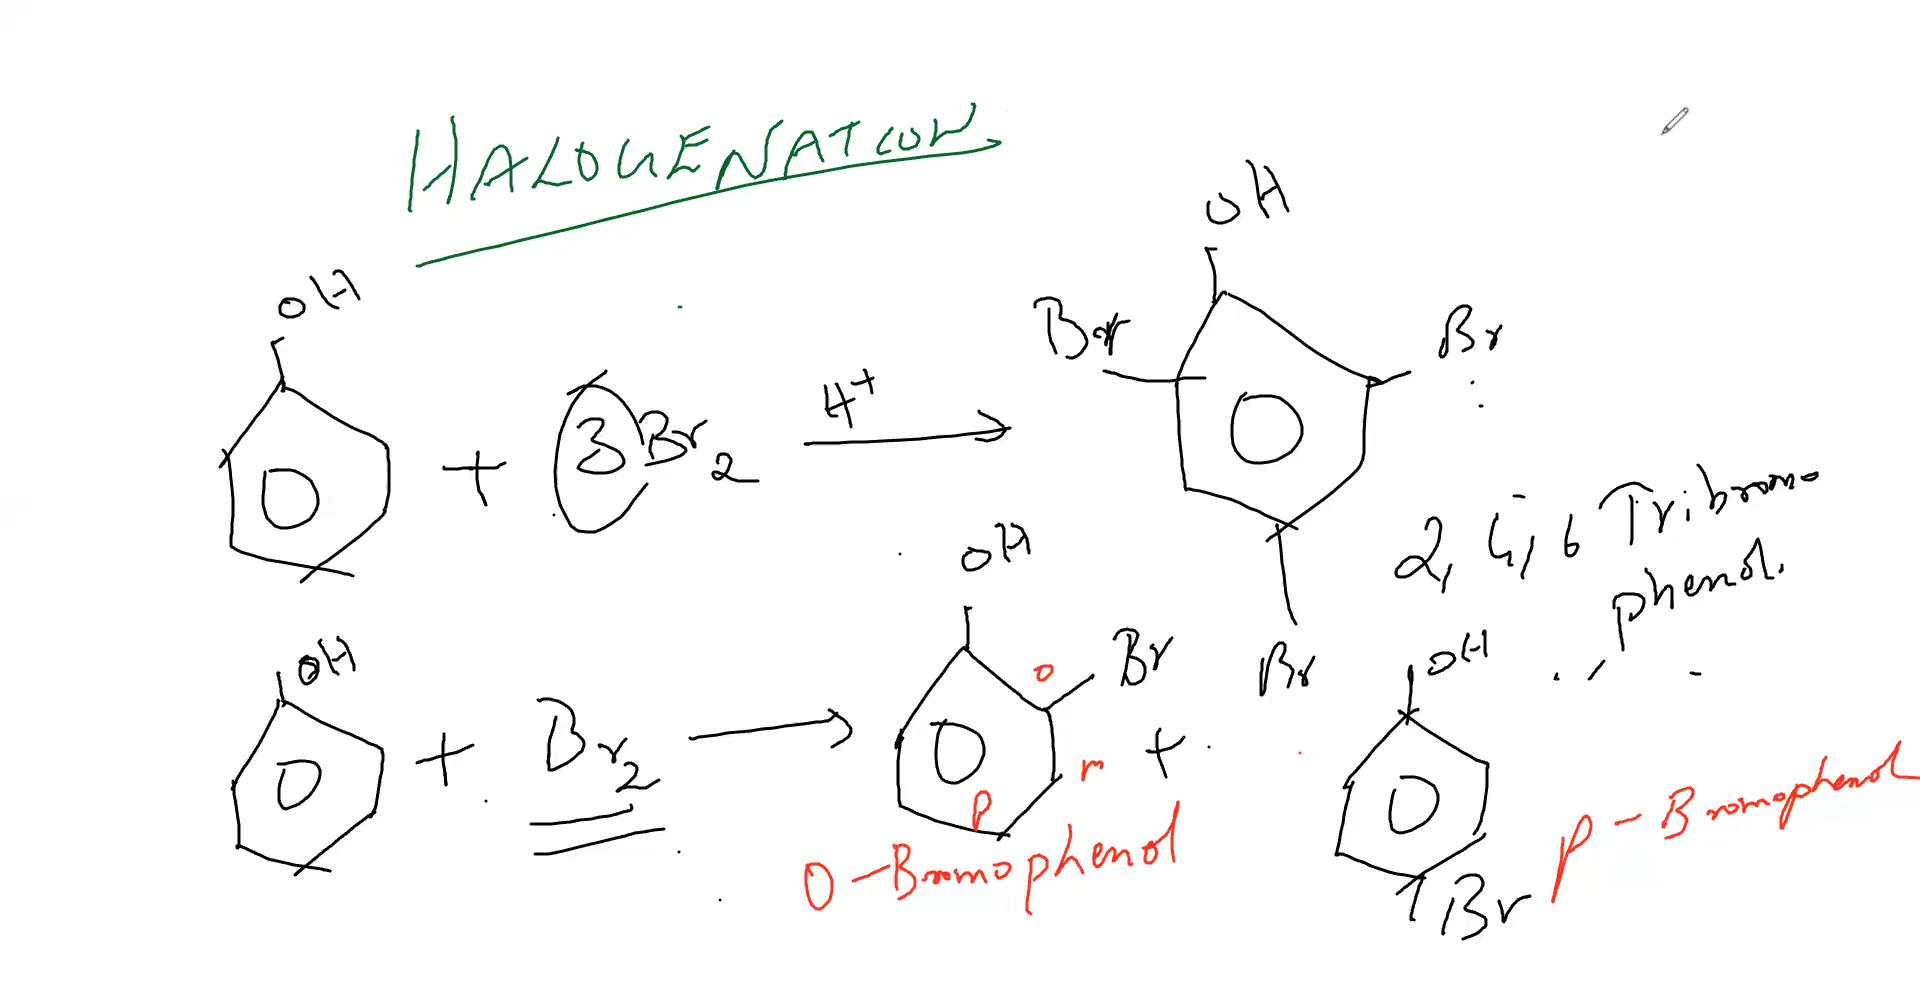 HALOGENATION
OH
OH
Br
Br
+ 3Br2
H+
Br
2, 4, 6 Tribromo
phenol.
OH
+ Br2
OH
Br
o
m
p
+
O-Bromophenol
OH
Br
p-Bromophenol